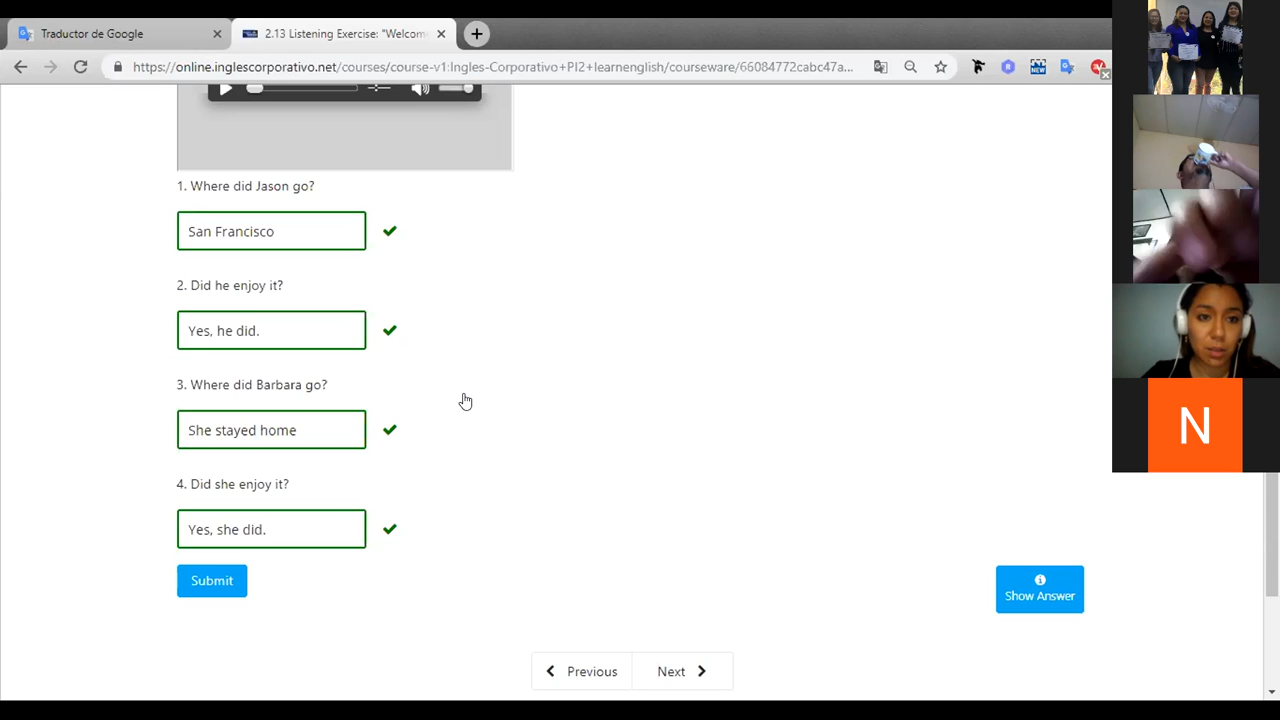 Traductor de Google
2.13 Listening Exercise: "Welcom
https://online.inglescorporativo.net/courses/course-v1:Ingles-Corporativo+PI2+learnenglish/courseware/66084772cabc47a...
NEW
1. Where did Jason go?
San Francisco
2. Did he enjoy it?
Yes, he did.
3. Where did Barbara go?
She stayed home
4. Did she enjoy it?
Yes, she did.
Submit
Show Answer
Previous
Next
N